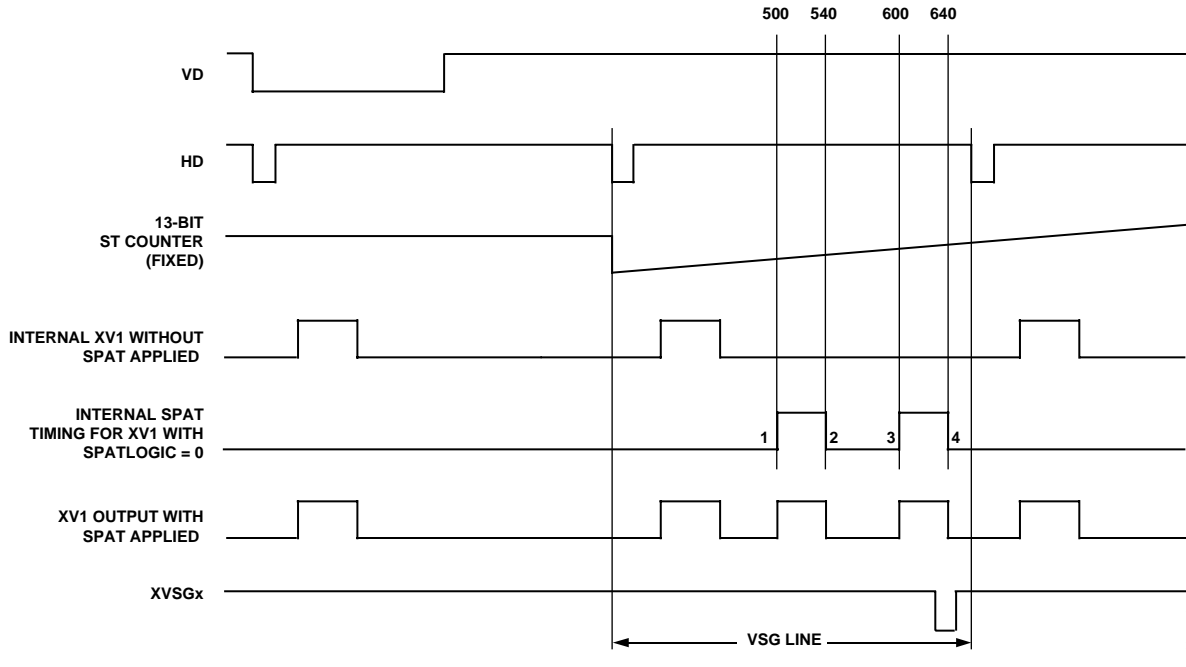 500 540 600 640
VD
HD
13-BIT
ST COUNTER
(FIXED)
INTERNAL XV1 WITHOUT
SPAT APPLIED
INTERNAL SPAT
TIMING FOR XV1 WITH
SPATLOGIC = 0
1 2 3 4
XV1 OUTPUT WITH
SPAT APPLIED
XVSGx
VSG LINE